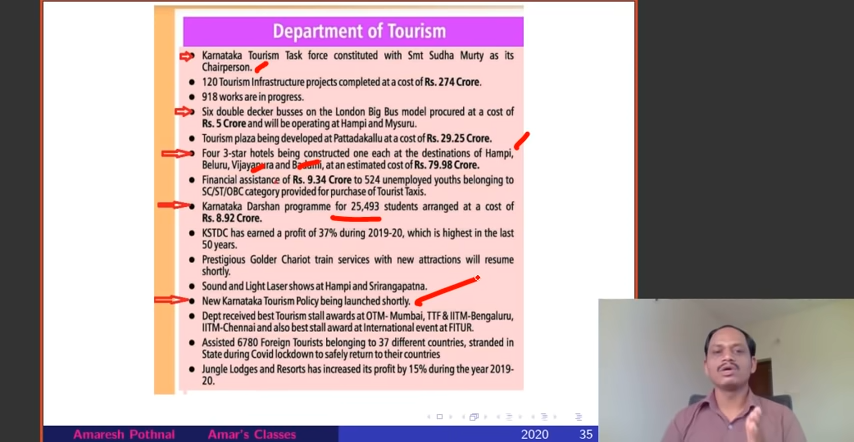 Department of Tourism
Karnataka Tourism Task force constituted with Smt Sudha Murty as its
Chairperson.
120 Tourism Infrastructure projects completed at a cost of Rs. 274 Crore.
918 works are in progress.
Six double decker busses on the London Big Bus model procured at a cost of
Rs. 5 Crore and will be operating at Hampi and Mysuru.
Tourism plaza being developed at Pattadakallu at a cost of Rs. 29.25 Crore.
Four 3-star hotels being constructed one each at the destinations of Hampi,
Beluru, Vijayapura and Badami, at an estimated cost of Rs. 79.98 Crore.
Financial assistance of Rs. 9.34 Crore to 524 unemployed youths belonging to
SC/ST/OBC category provided for purchase of Tourist Taxis.
Karnataka Darshan programme for 25,493 students arranged at a cost of
Rs. 8.92 Crore.
KSTDC has earned a profit of 37% during 2019-20, which is highest in the last
50 years.
Prestigious Golder Chariot train services with new attractions will resume
shortly.
Sound and Light Laser shows at Hampi and Srirangapatna.
New Karnataka Tourism Policy being launched shortly.
Dept received best Tourism stall awards at OTM- Mumbai, TTF & IITM-Bengaluru,
IITM-Chennai and also best stall award at International event at FITUR.
Assisted 6780 Foreign Tourists belonging to 37 different countries, stranded in
State during Covid lockdown to safely return to their countries
Jungle Lodges and Resorts has increased its profit by 15% during the year 2019-
20.
Amaresh Pothnal Amar's Classes 2020 35